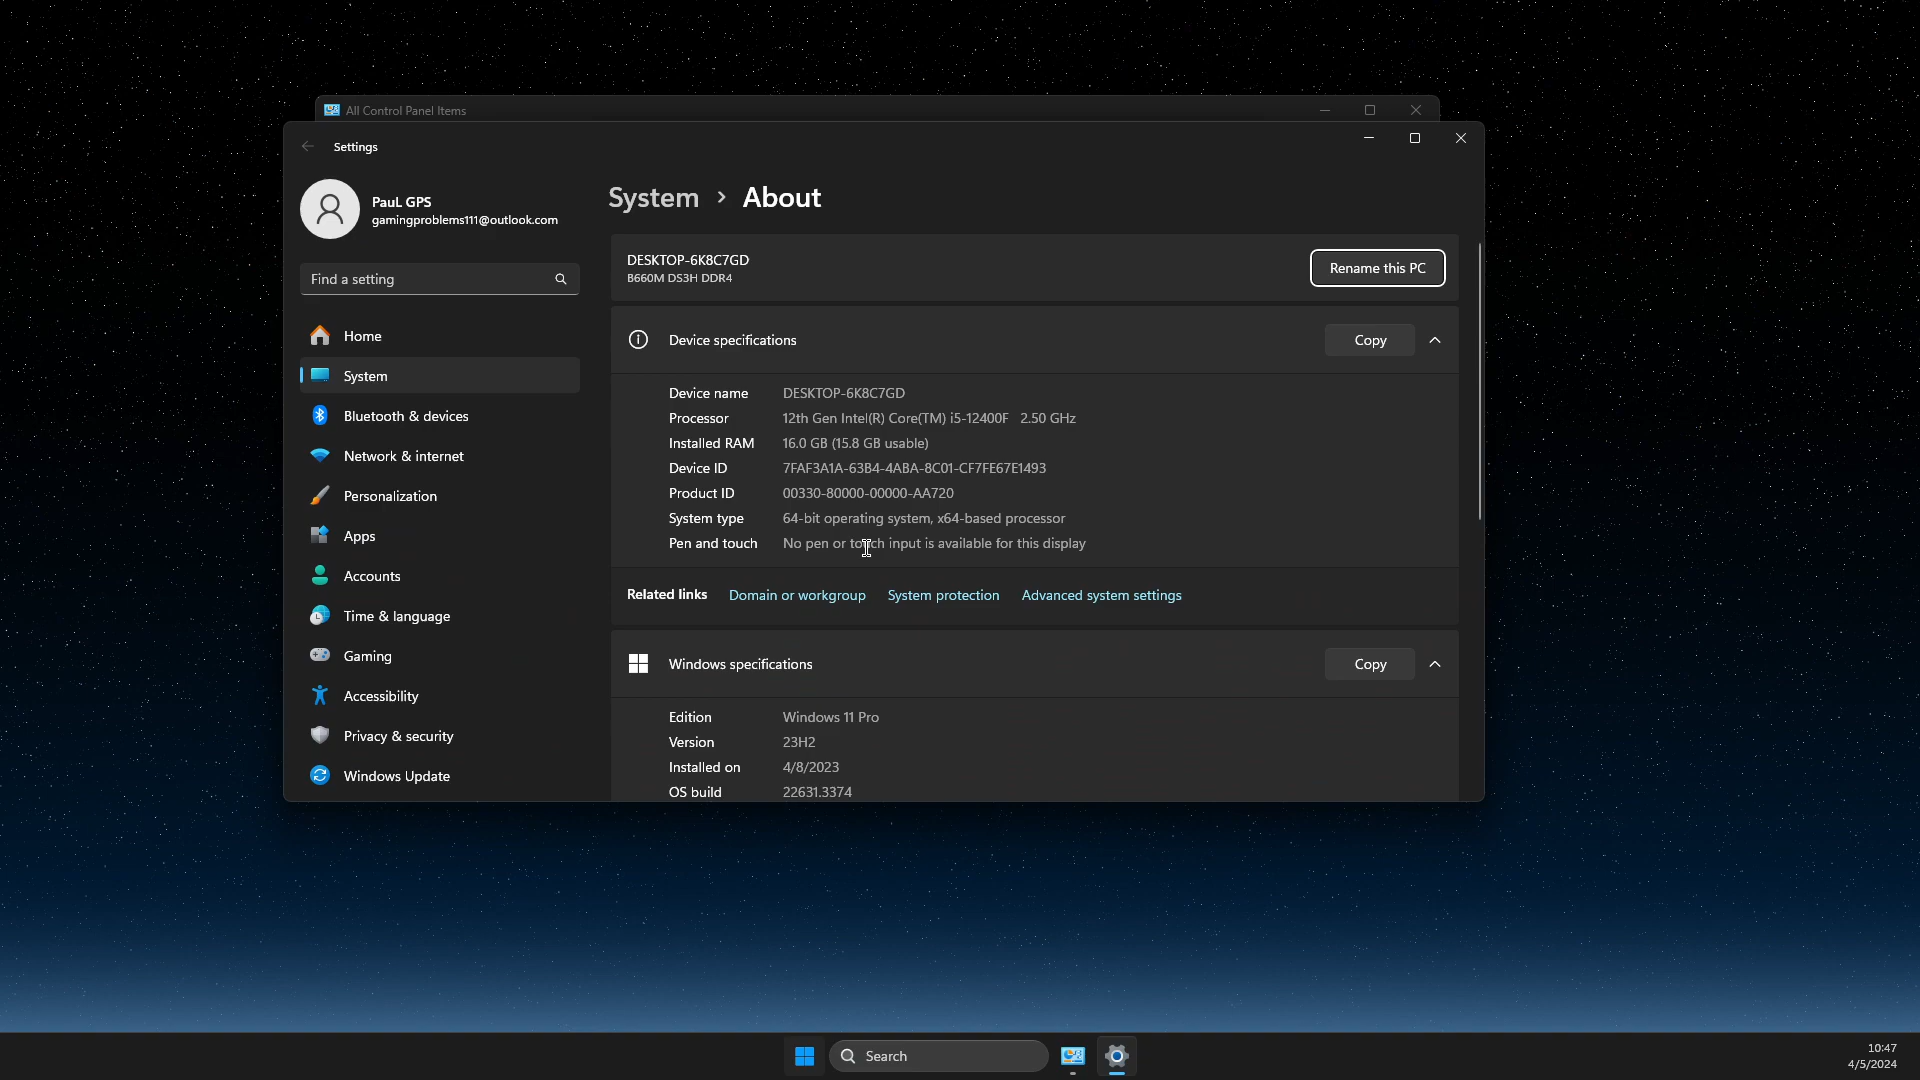 All Control Panel Items
Settings
PauL GPS
gamingproblems111@outlook.com
Find a setting
Home
System
Bluetooth & devices
Network & internet
Personalization
Apps
Accounts
Time & language
Gaming
Accessibility
Privacy & security
Windows Update
System › About
DESKTOP-6K8C7GD
B660M DS3H DDR4
Rename this PC
Device specifications
Copy
Device name DESKTOP-6K8C7GD
Processor 12th Gen Intel(R) Core(TM) i5-12400F 2.50 GHz
Installed RAM 16.0 GB (15.8 GB usable)
Device ID 7FAF3A1A-63B4-4ABA-8C01-CF7FE67E1493
Product ID 00330-80000-00000-AA720
System type 64-bit operating system, x64-based processor
Pen and touch No pen or touch input is available for this display
Related links Domain or workgroup System protection Advanced system settings
Windows specifications
Copy
Edition Windows 11 Pro
Version 23H2
Installed on 4/8/2023
OS build 22631.3374
Search
10:47
4/5/2024